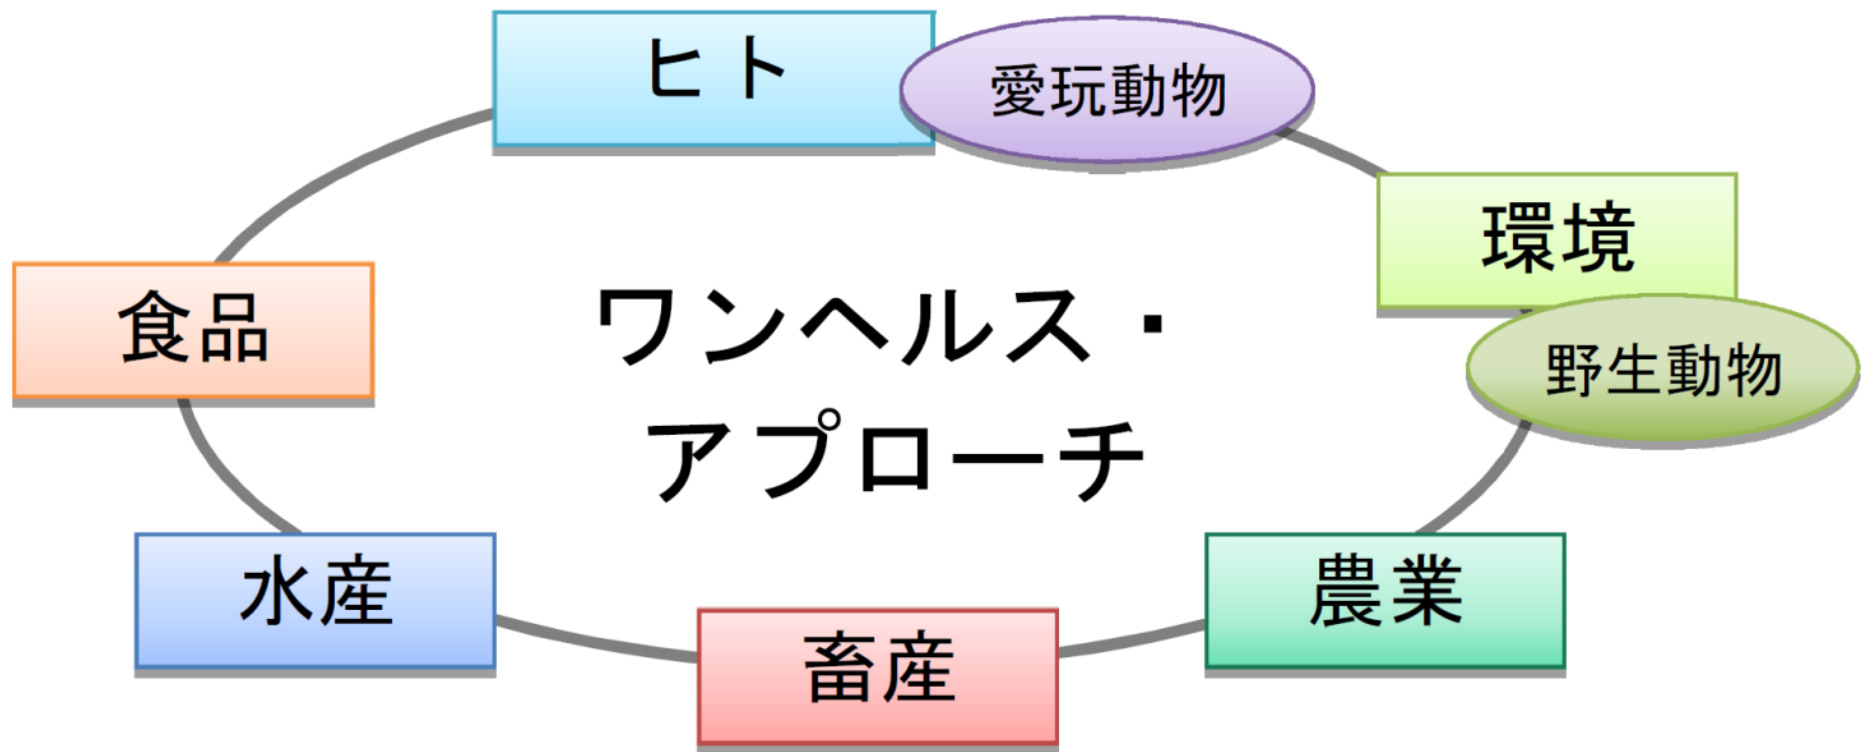 ヒト
愛玩動物
環境
食品
ワンヘルス・
アプローチ
野生動物
水産
農業
畜産